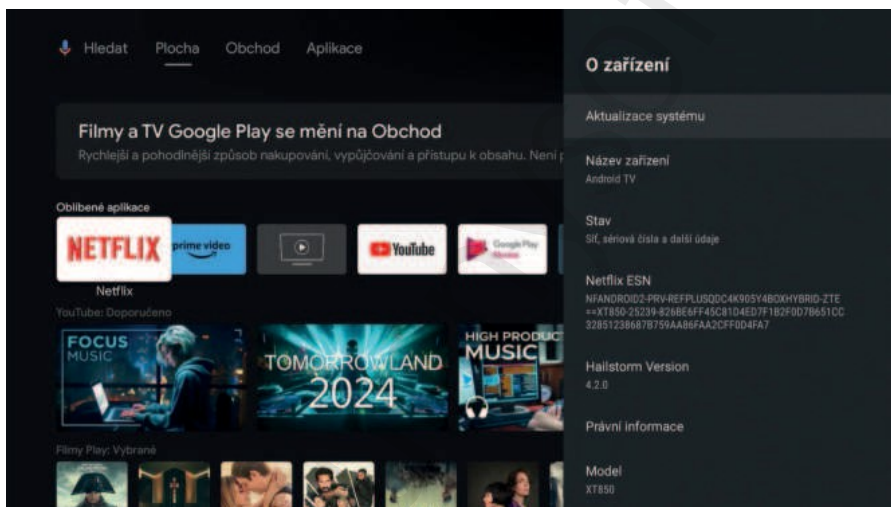 Hledat Plocha Obchod Aplikace
Filmy a TV Google Play se mění na Obchod
Rychlejší a pohodlnější způsob nakupování, vypůjčování a přístupu k obsahu. Není
Oblíbené aplikace
NETFLIX
prime video
YouTube
Google Play
Movies
Netflix
YouTube: Doporučeno
FOCUS
MUSIC
TOMORROWLAND
2024
HIGH PRODUC
MUSIC
Filmy Play: Vybrané
O zařízení
Aktualizace systému
Název zařízení
Android TV
Stav
Síť, sériová čísla a další údaje
Netflix ESN
NFANDROID2-PRV-REFPLUSQDC4K905Y4BOXHYBRID-ZTE
==XT850-25239-826BE6FF45C81D4ED7F1B2F0D7B651CC
32851238687B759AA86FAA2CFF0D4FA7
Hailstorm Version
4.2.0
Právní informace
Model
XT850